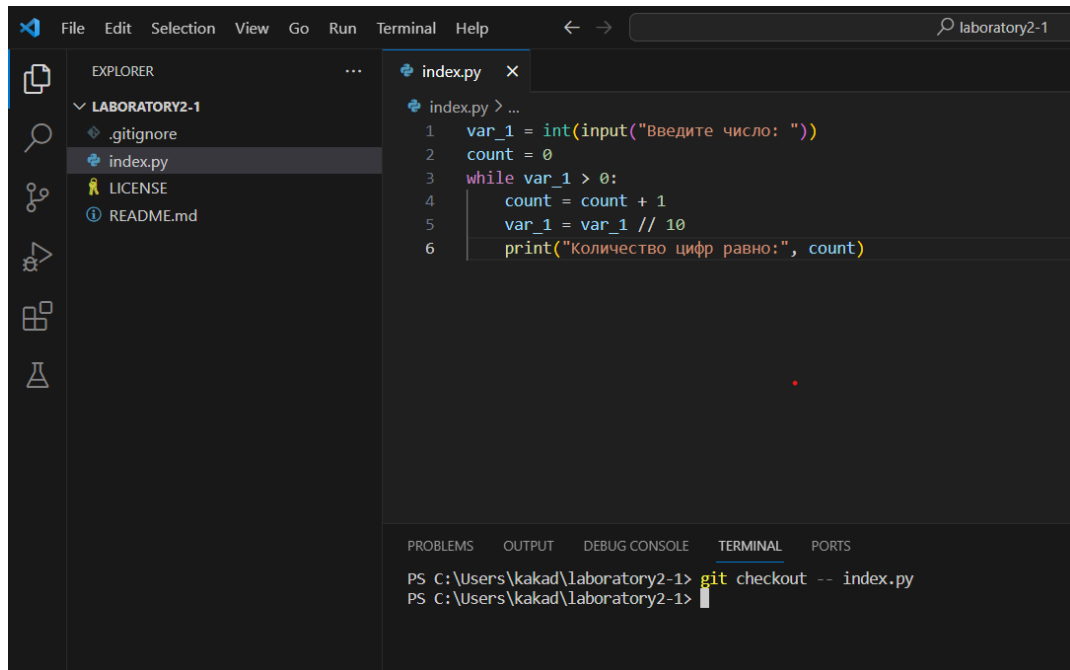 File Edit Selection View Go Run Terminal Help laboratory2-1
EXPLORER ...
LABORATORY2-1
.gitignore
index.py
LICENSE
README.md
index.py
index.py > ...
1 var_1 = int(input("Введите число: "))
2 count = 0
3 while var_1 > 0:
4 count = count + 1
5 var_1 = var_1 // 10
6 print("Количество цифр равно:", count)
PROBLEMS OUTPUT DEBUG CONSOLE TERMINAL PORTS
PS C:\Users\kakad\laboratory2-1> git checkout -- index.py
PS C:\Users\kakad\laboratory2-1>